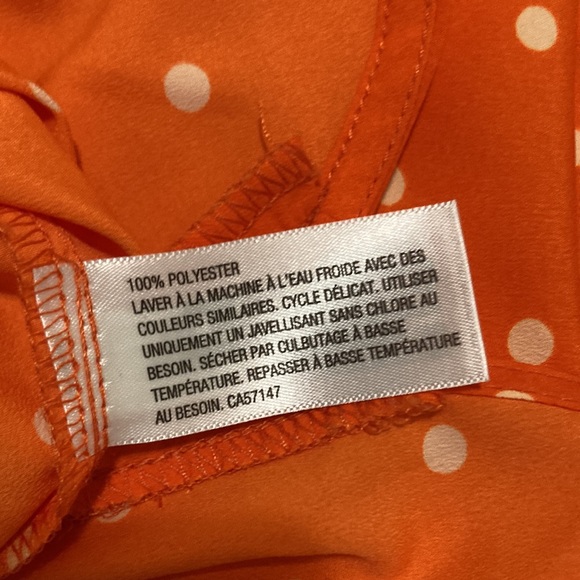 100% POLYESTER
LAVER À LA MACHINE À L'EAU FROIDE AVEC DES
COULEURS SIMILAIRES. CYCLE DÉLICAT. UTILISER
UNIQUEMENT UN JAVELLISANT SANS CHLORE AU
BESOIN. SÉCHER PAR CULBUTAGE À BASSE
TEMPÉRATURE. REPASSER À BASSE TEMPÉRATURE
AU BESOIN. CA57147